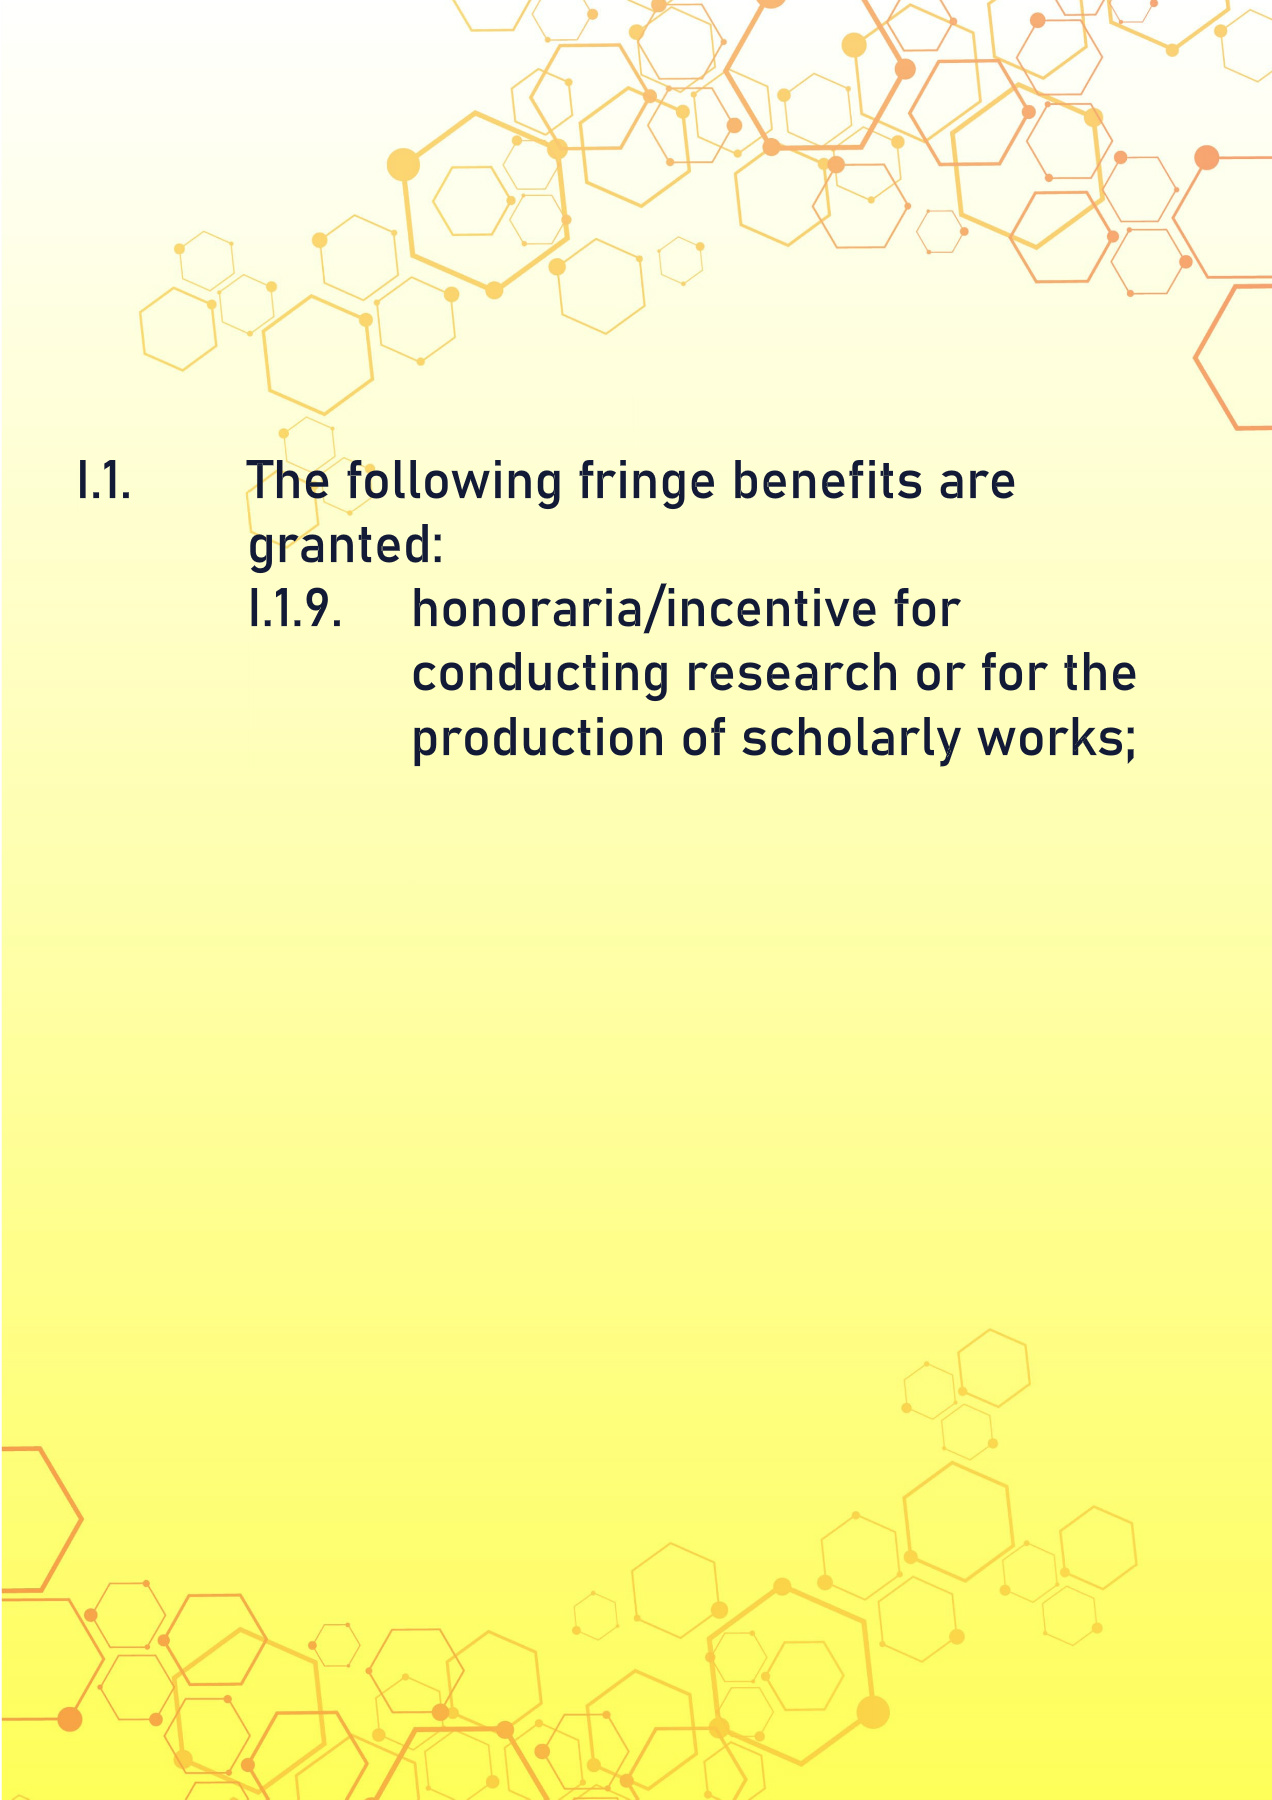 I.1. The following fringe benefits are
granted:
I.1.9. honoraria/incentive for
conducting research or for the
production of scholarly works;